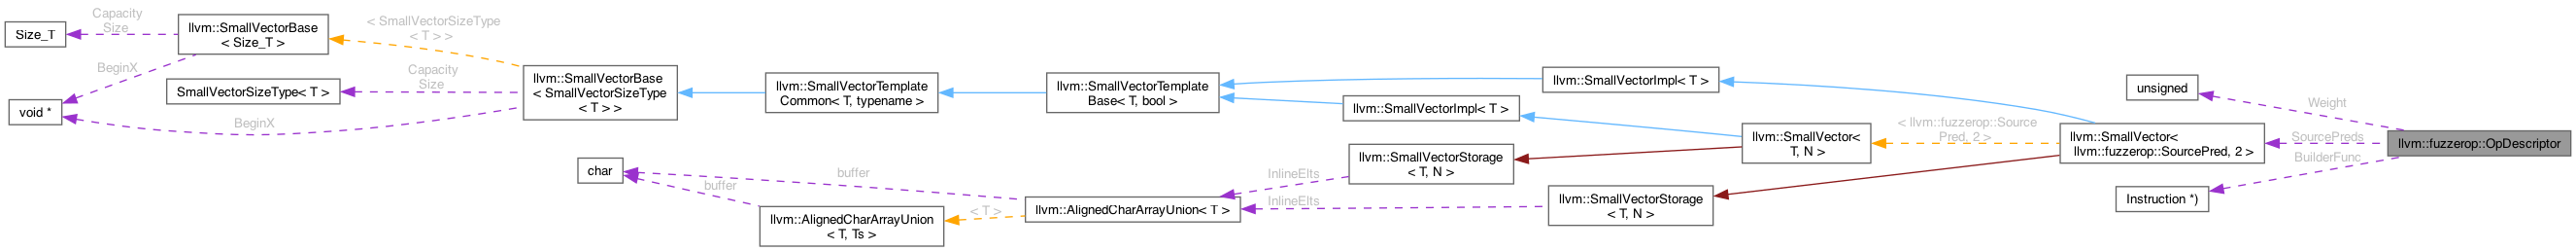 Size_T
Capacity
Size
llvm::SmallVectorBase
< Size_T >
< SmallVectorSizeType
< T > >
BeginX
void *
SmallVectorSizeType< T >
Capacity
Size
BeginX
llvm::SmallVectorBase
< SmallVectorSizeType
< T > >
llvm::SmallVectorTemplate
Common< T, typename >
llvm::SmallVectorTemplate
Base< T, bool >
llvm::SmallVectorImpl< T >
llvm::SmallVectorImpl< T >
char
buffer
buffer
llvm::AlignedCharArrayUnion
< T, Ts >
< T >
llvm::AlignedCharArrayUnion< T >
InlineElts
InlineElts
llvm::SmallVectorStorage
< T, N >
llvm::SmallVectorStorage
< T, N >
llvm::SmallVector<
T, N >
< llvm::fuzzerop::Source
Pred, 2 >
llvm::SmallVector<
llvm::fuzzerop::SourcePred, 2 >
unsigned
Weight
SourcePreds
BuilderFunc
Instruction *)
llvm::fuzzerop::OpDescriptor